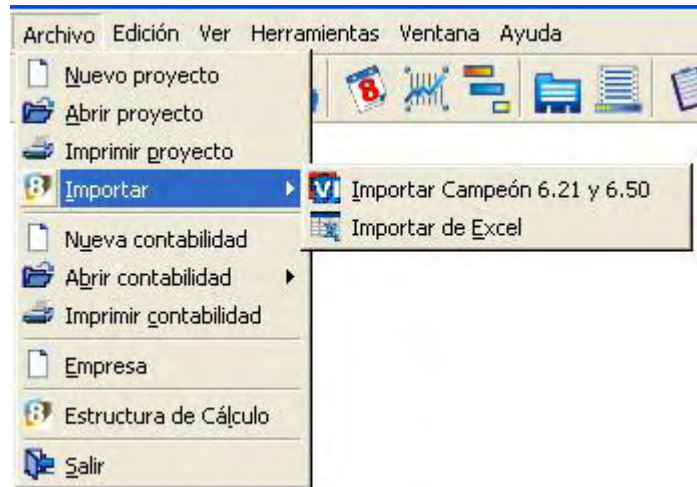 Archivo Edición Ver Herramientas Ventana Ayuda
Nuevo proyecto
Abrir proyecto
Imprimir proyecto
Importar
Importar Campeón 6.21 y 6.50
Importar de Excel
Nueva contabilidad
Abrir contabilidad
Imprimir contabilidad
Empresa
Estructura de Cálculo
Salir